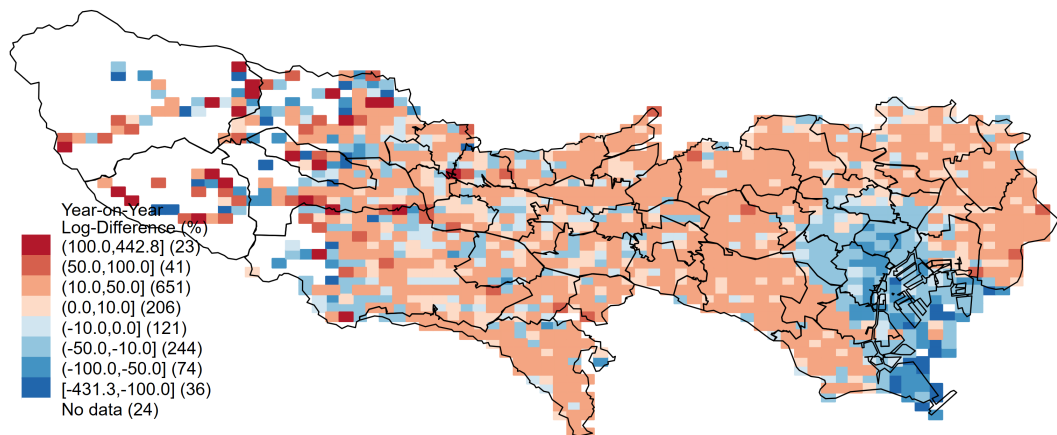 Year-on-Year
Log-Difference (%)
(100.0,442.8] (23)
(50.0,100.0] (41)
(10.0,50.0] (651)
(0.0,10.0] (206)
(-10.0,0.0] (121)
(-50.0,-10.0] (244)
(-100.0,-50.0] (74)
[-431.3,-100.0] (36)
No data (24)